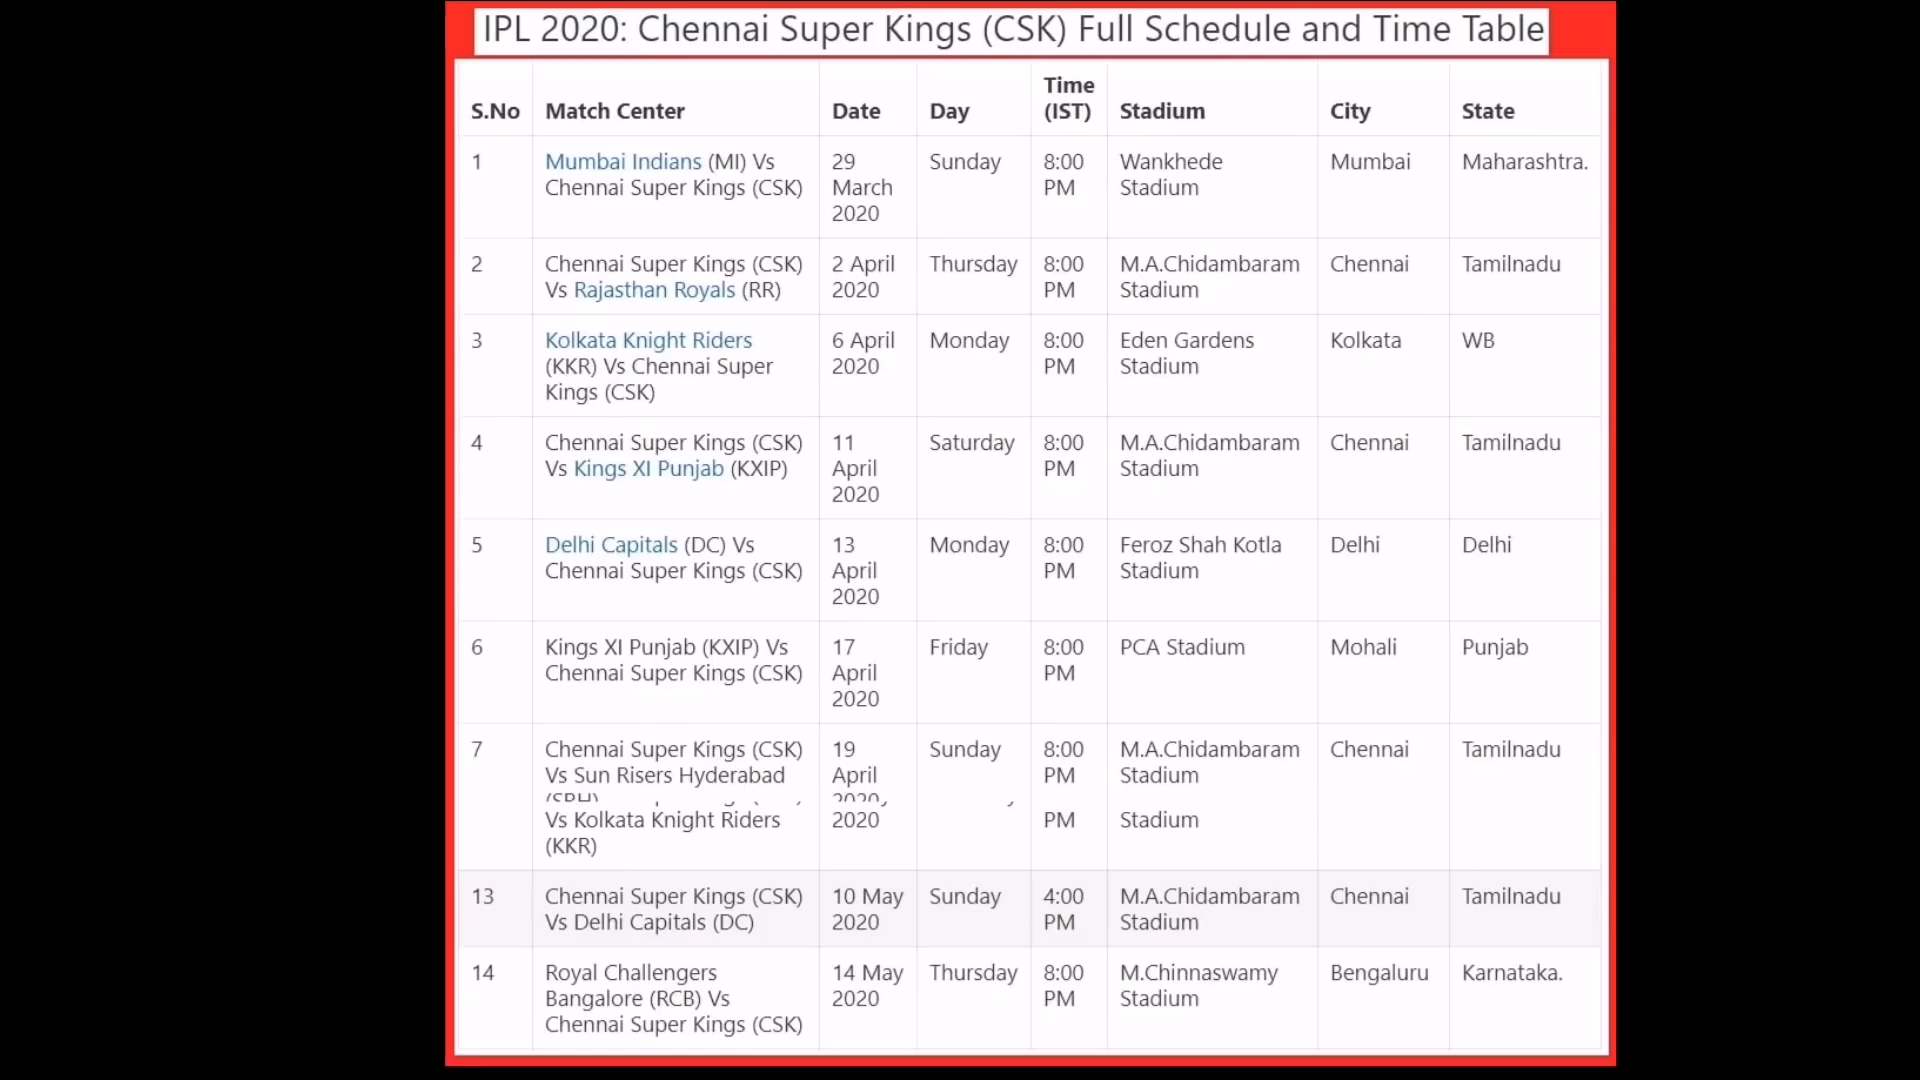 IPL 2020: Chennai Super Kings (CSK) Full Schedule and Time Table
S.No Match Center Date Day Time (IST) Stadium City State
1 Mumbai Indians (MI) Vs 29 Sunday 8:00 Wankhede Mumbai Maharashtra.
Chennai Super Kings (CSK) March PM Stadium
2020
2 Chennai Super Kings (CSK) 2 April Thursday 8:00 M.A.Chidambaram Chennai Tamilnadu
Vs Rajasthan Royals (RR) 2020 PM Stadium
3 Kolkata Knight Riders 6 April Monday 8:00 Eden Gardens Kolkata WB
(KKR) Vs Chennai Super 2020 PM Stadium
Kings (CSK)
4 Chennai Super Kings (CSK) 11 Saturday 8:00 M.A.Chidambaram Chennai Tamilnadu
Vs Kings XI Punjab (KXIP) April PM Stadium
2020
5 Delhi Capitals (DC) Vs 13 Monday 8:00 Feroz Shah Kotla Delhi Delhi
Chennai Super Kings (CSK) April PM Stadium
2020
6 Kings XI Punjab (KXIP) Vs 17 Friday 8:00 PCA Stadium Mohali Punjab
Chennai Super Kings (CSK) April PM
2020
7 Chennai Super Kings (CSK) 19 Sunday 8:00 M.A.Chidambaram Chennai Tamilnadu
Vs Sun Risers Hyderabad April PM Stadium
(SRH) 2020
Vs Kolkata Knight Riders 2020 PM Stadium
(KKR)
13 Chennai Super Kings (CSK) 10 May Sunday 4:00 M.A.Chidambaram Chennai Tamilnadu
Vs Delhi Capitals (DC) 2020 PM Stadium
14 Royal Challengers 14 May Thursday 8:00 M.Chinnaswamy Bengaluru Karnataka.
Bangalore (RCB) Vs 2020 PM Stadium
Chennai Super Kings (CSK)